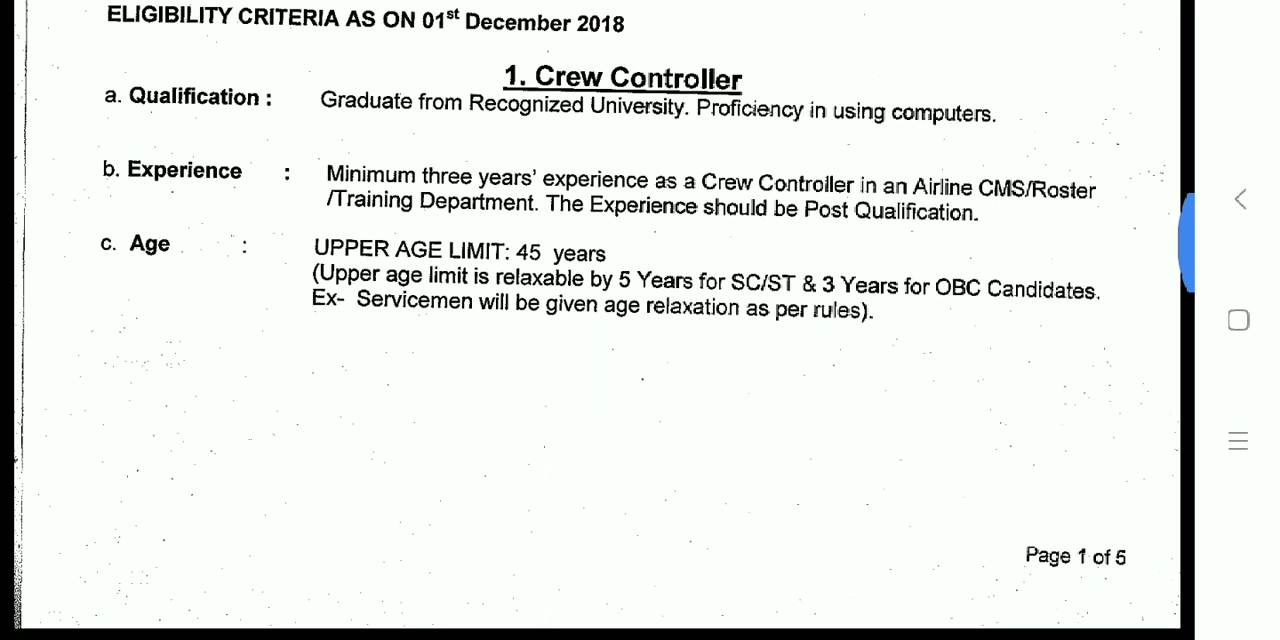 ELIGIBILITY CRITERIA AS ON 01st December 2018
1. Crew Controller
a. Qualification : Graduate from Recognized University. Proficiency in using computers.
b. Experience : Minimum three years' experience as a Crew Controller in an Airline CMS/Roster
/Training Department. The Experience should be Post Qualification.
c. Age : UPPER AGE LIMIT: 45 years
(Upper age limit is relaxable by 5 Years for SC/ST & 3 Years for OBC Candidates.
Ex- Servicemen will be given age relaxation as per rules).
Page 1 of 5